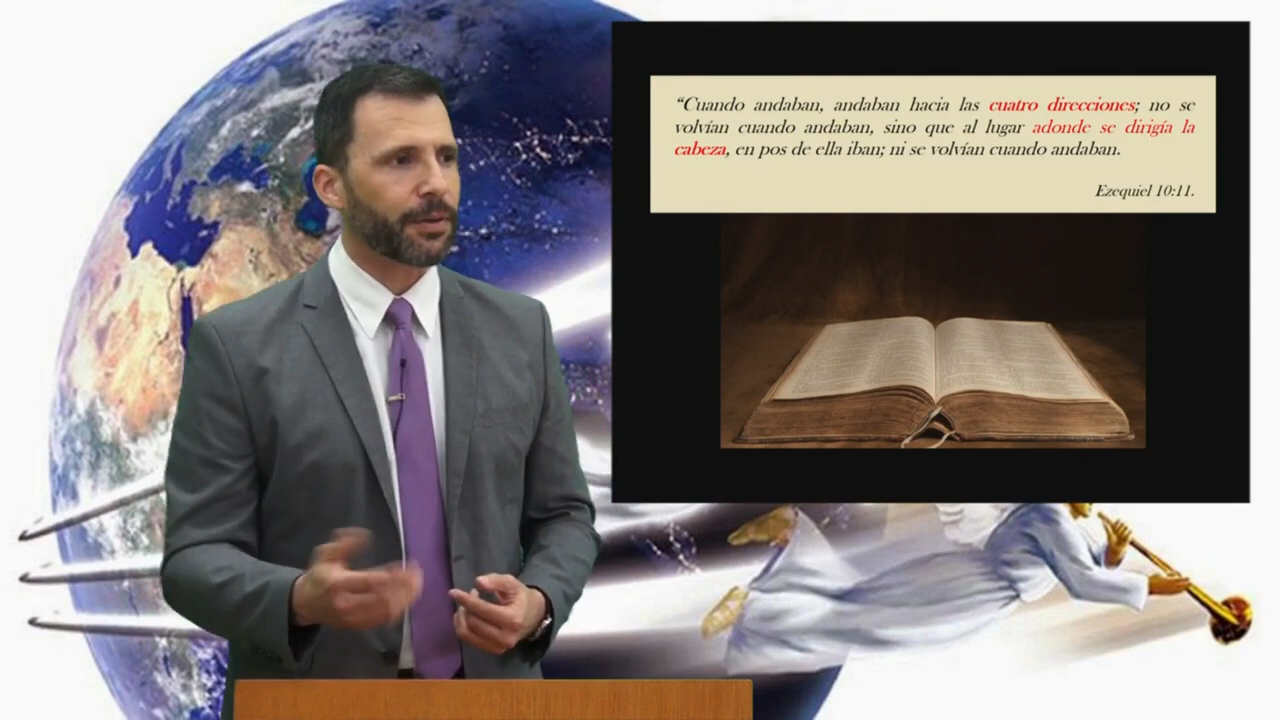 “Cuando andaban, andaban hacia las cuatro direcciones; no se
volvían cuando andaban, sino que al lugar adonde se dirigía la
cabeza, en pos de ella iban; ni se volvían cuando andaban.
Ezequiel 10:11.